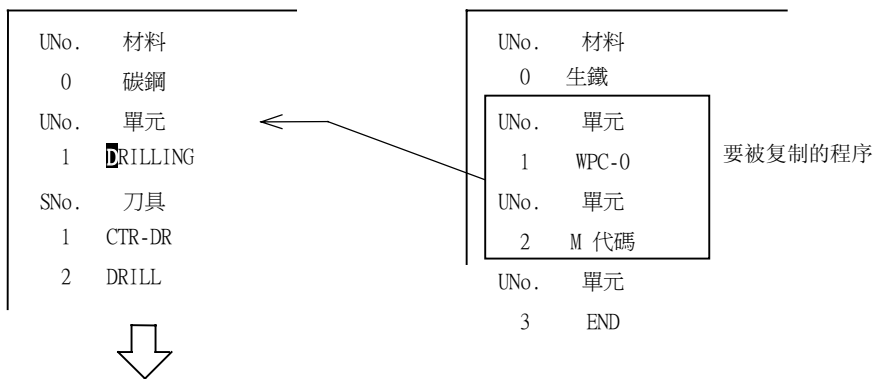 UNo. 材料
0 碳鋼
UNo. 單元
1 DRILLING
SNo. 刀具
1 CTR-DR
2 DRILL
UNo. 材料
0 生鐵
UNo. 單元
1 WPC-0
UNo. 單元
2 M 代碼
UNo. 單元
3 END
要被复制的程序